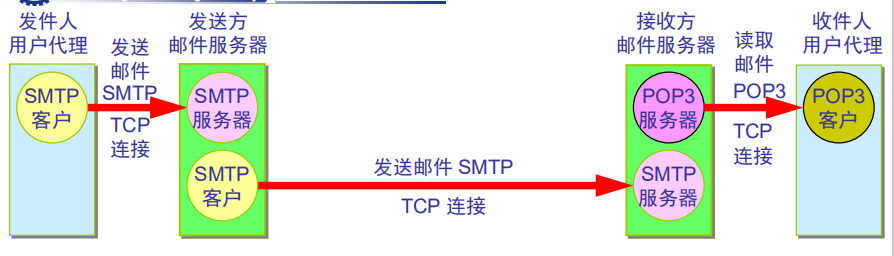 发件人
用户代理
发送
邮件
SMTP
TCP
连接
SMTP
客户
发送方
邮件服务器
SMTP
服务器
SMTP
客户
发送邮件 SMTP
TCP 连接
接收方
邮件服务器
POP3
服务器
SMTP
服务器
读取
邮件
POP3
TCP
连接
收件人
用户代理
POP3
客户